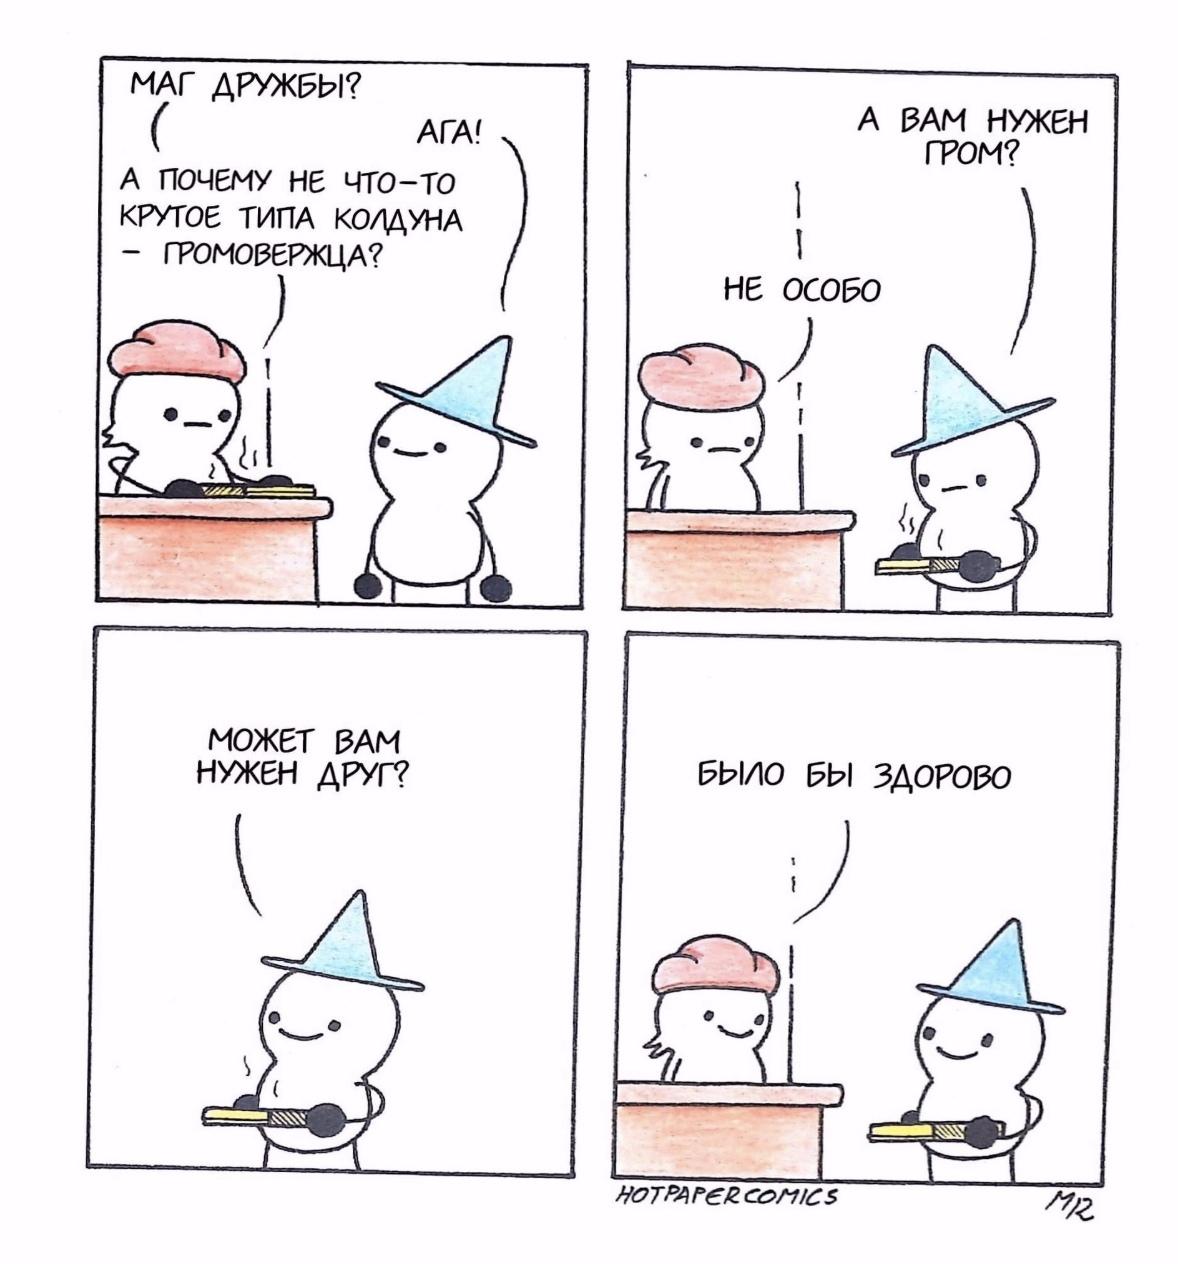 МАГ ДРУЖБЫ?
АГА!
А ПОЧЕМУ НЕ ЧТО-ТО
КРУТОЕ ТИПА КОЛДУНА
- ГРОМОВЕРЖЦА?
А ВАМ НУЖЕН
ГРОМ?
НЕ ОСОБО
МОЖЕТ ВАМ
НУЖЕН ДРУГ?
БЫЛО БЫ ЗДОРОВО
HOTPAPERCOMICS